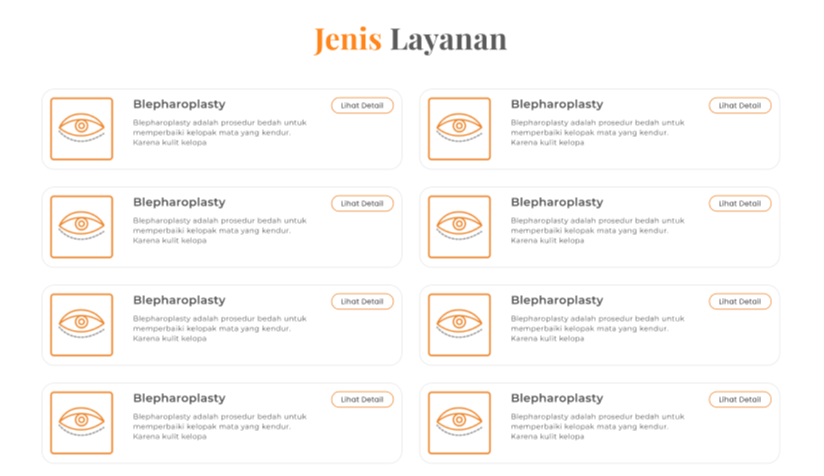 Jenis Layanan
Blepharoplasty
Lihat Detail
Blepharoplasty adalah prosedur bedah untuk
memperbaiki kelopak mata yang kendur.
Karena kulit kelopa
Blepharoplasty
Lihat Detail
Blepharoplasty adalah prosedur bedah untuk
memperbaiki kelopak mata yang kendur.
Karena kulit kelopa
Blepharoplasty
Lihat Detail
Blepharoplasty adalah prosedur bedah untuk
memperbaiki kelopak mata yang kendur.
Karena kulit kelopa
Blepharoplasty
Lihat Detail
Blepharoplasty adalah prosedur bedah untuk
memperbaiki kelopak mata yang kendur.
Karena kulit kelopa
Blepharoplasty
Lihat Detail
Blepharoplasty adalah prosedur bedah untuk
memperbaiki kelopak mata yang kendur.
Karena kulit kelopa
Blepharoplasty
Lihat Detail
Blepharoplasty adalah prosedur bedah untuk
memperbaiki kelopak mata yang kendur.
Karena kulit kelopa
Blepharoplasty
Lihat Detail
Blepharoplasty adalah prosedur bedah untuk
memperbaiki kelopak mata yang kendur.
Karena kulit kelopa
Blepharoplasty
Lihat Detail
Blepharoplasty adalah prosedur bedah untuk
memperbaiki kelopak mata yang kendur.
Karena kulit kelopa